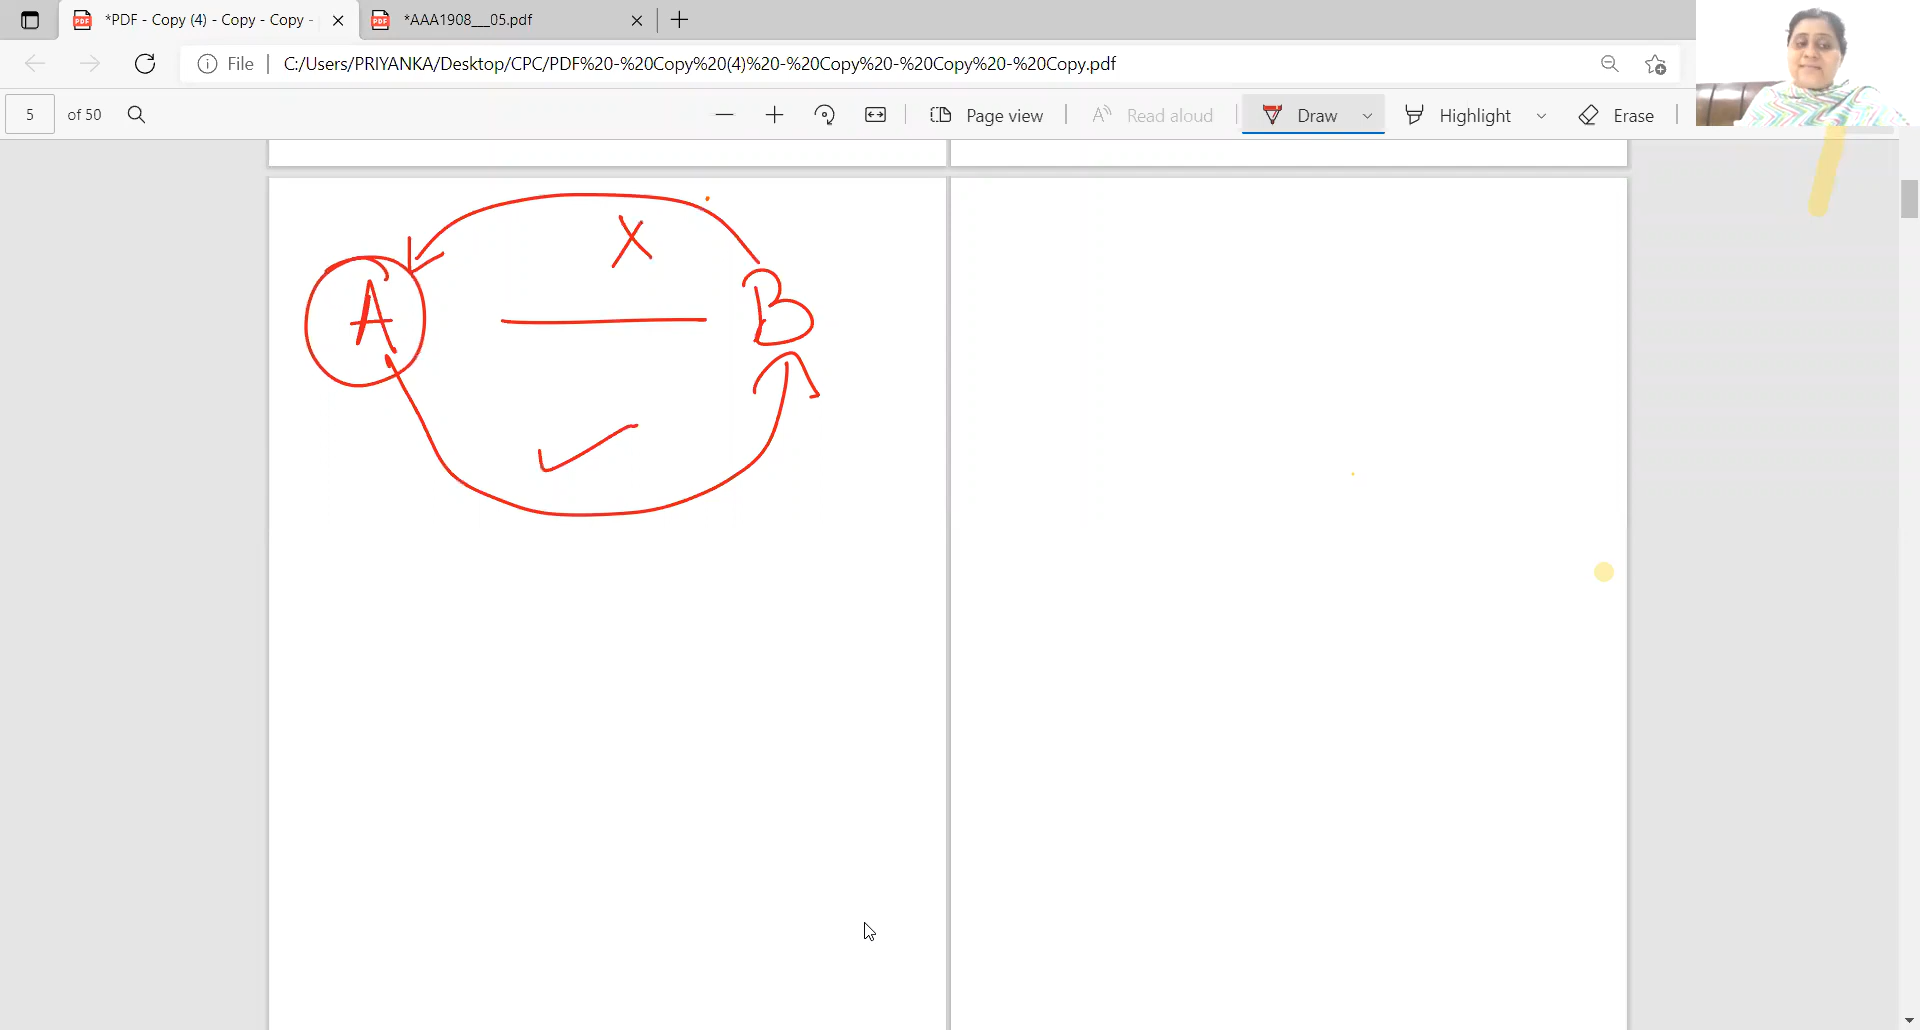 *PDF - Copy (4) - Copy - Copy -
*AAA1908___05.pdf
File
C:/Users/PRIYANKA/Desktop/CPC/PDF%20-%20Copy%20(4)%20-%20Copy%20-%20Copy%20-%20Copy.pdf
5 of 50
Page view
Read aloud
Draw
Highlight
Erase
X
A
B